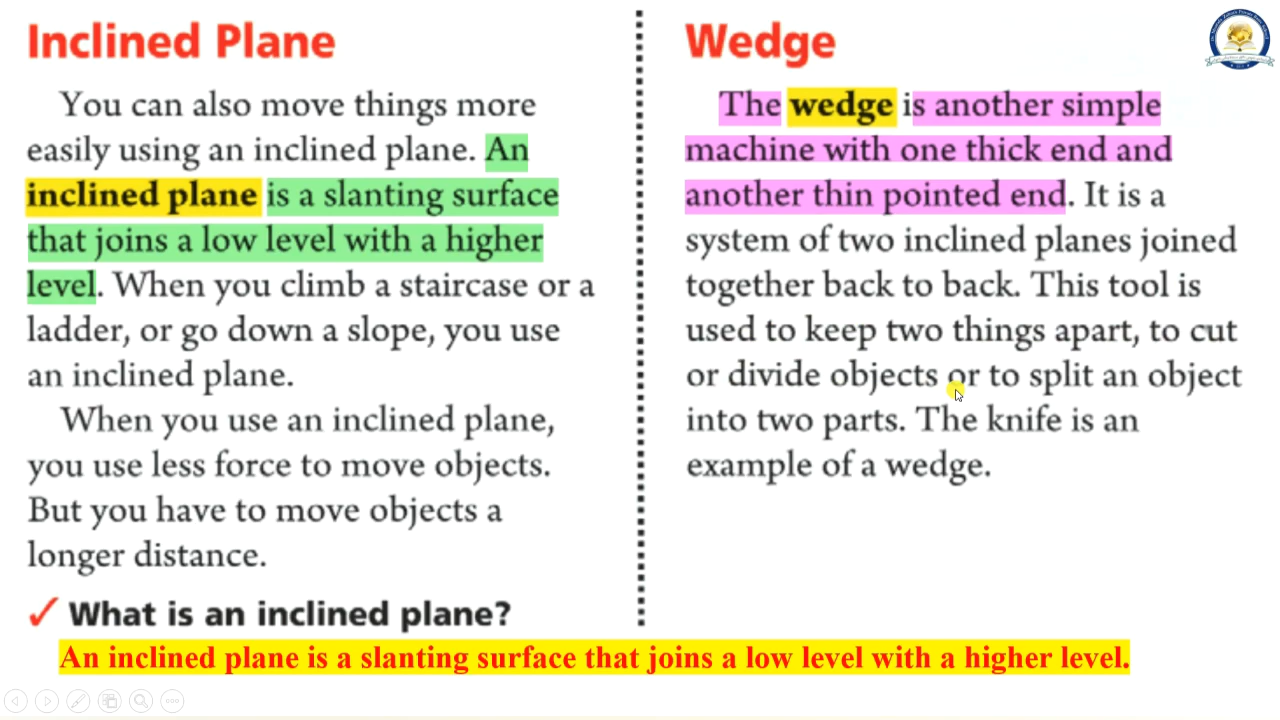 Inclined Plane
You can also move things more
easily using an inclined plane. An
inclined plane is a slanting surface
that joins a low level with a higher
level. When you climb a staircase or a
ladder, or go down a slope, you use
an inclined plane.
When you use an inclined plane,
you use less force to move objects.
But you have to move objects a
longer distance.
✓ What is an inclined plane?
An inclined plane is a slanting surface that joins a low level with a higher level.
Wedge
The wedge is another simple
machine with one thick end and
another thin pointed end. It is a
system of two inclined planes joined
together back to back. This tool is
used to keep two things apart, to cut
or divide objects or to split an object
into two parts. The knife is an
example of a wedge.